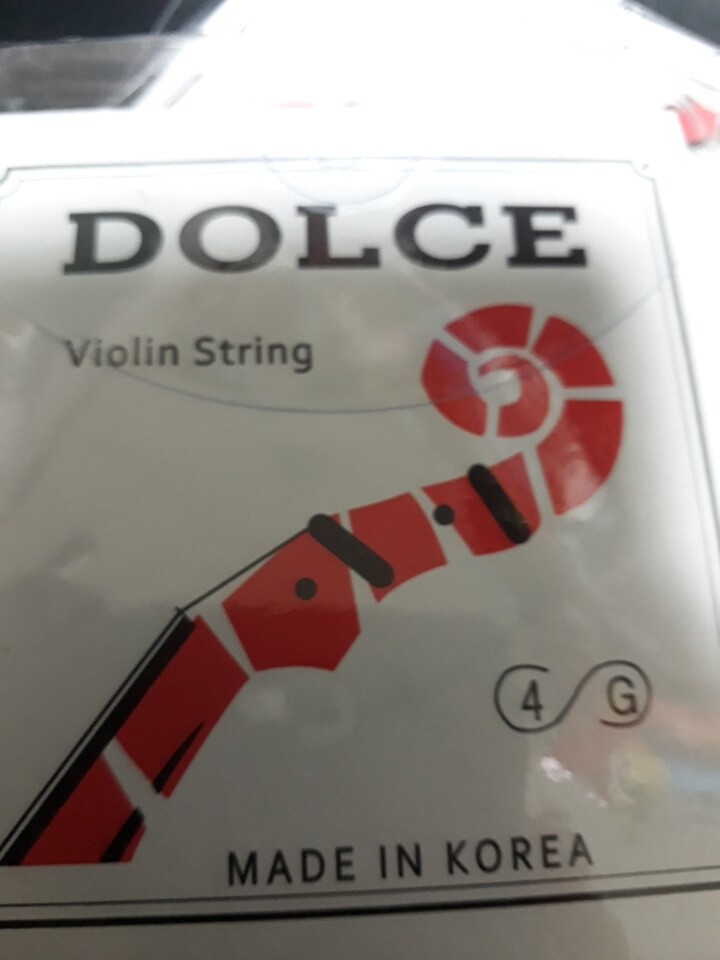 DOLCE
Violin String
4 G
MADE IN KOREA